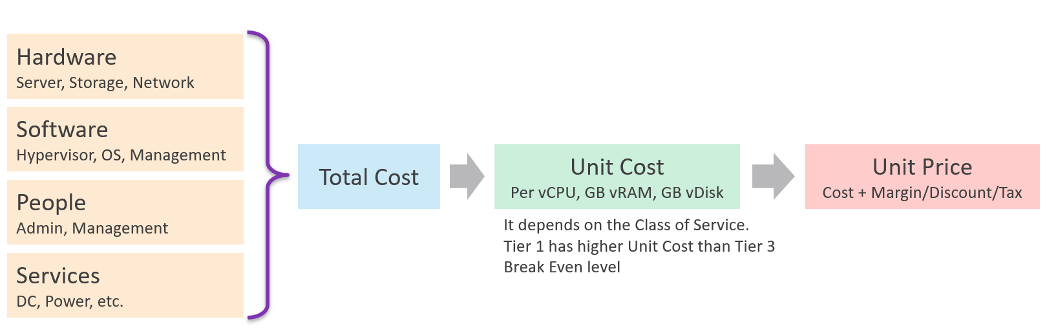 Hardware
Server, Storage, Network
Software
Hypervisor, OS, Management
People
Admin, Management
Services
DC, Power, etc.
Total Cost
Unit Cost
Per vCPU, GB vRAM, GB vDisk
It depends on the Class of Service.
Tier 1 has higher Unit Cost than Tier 3
Break Even level
Unit Price
Cost + Margin/Discount/Tax